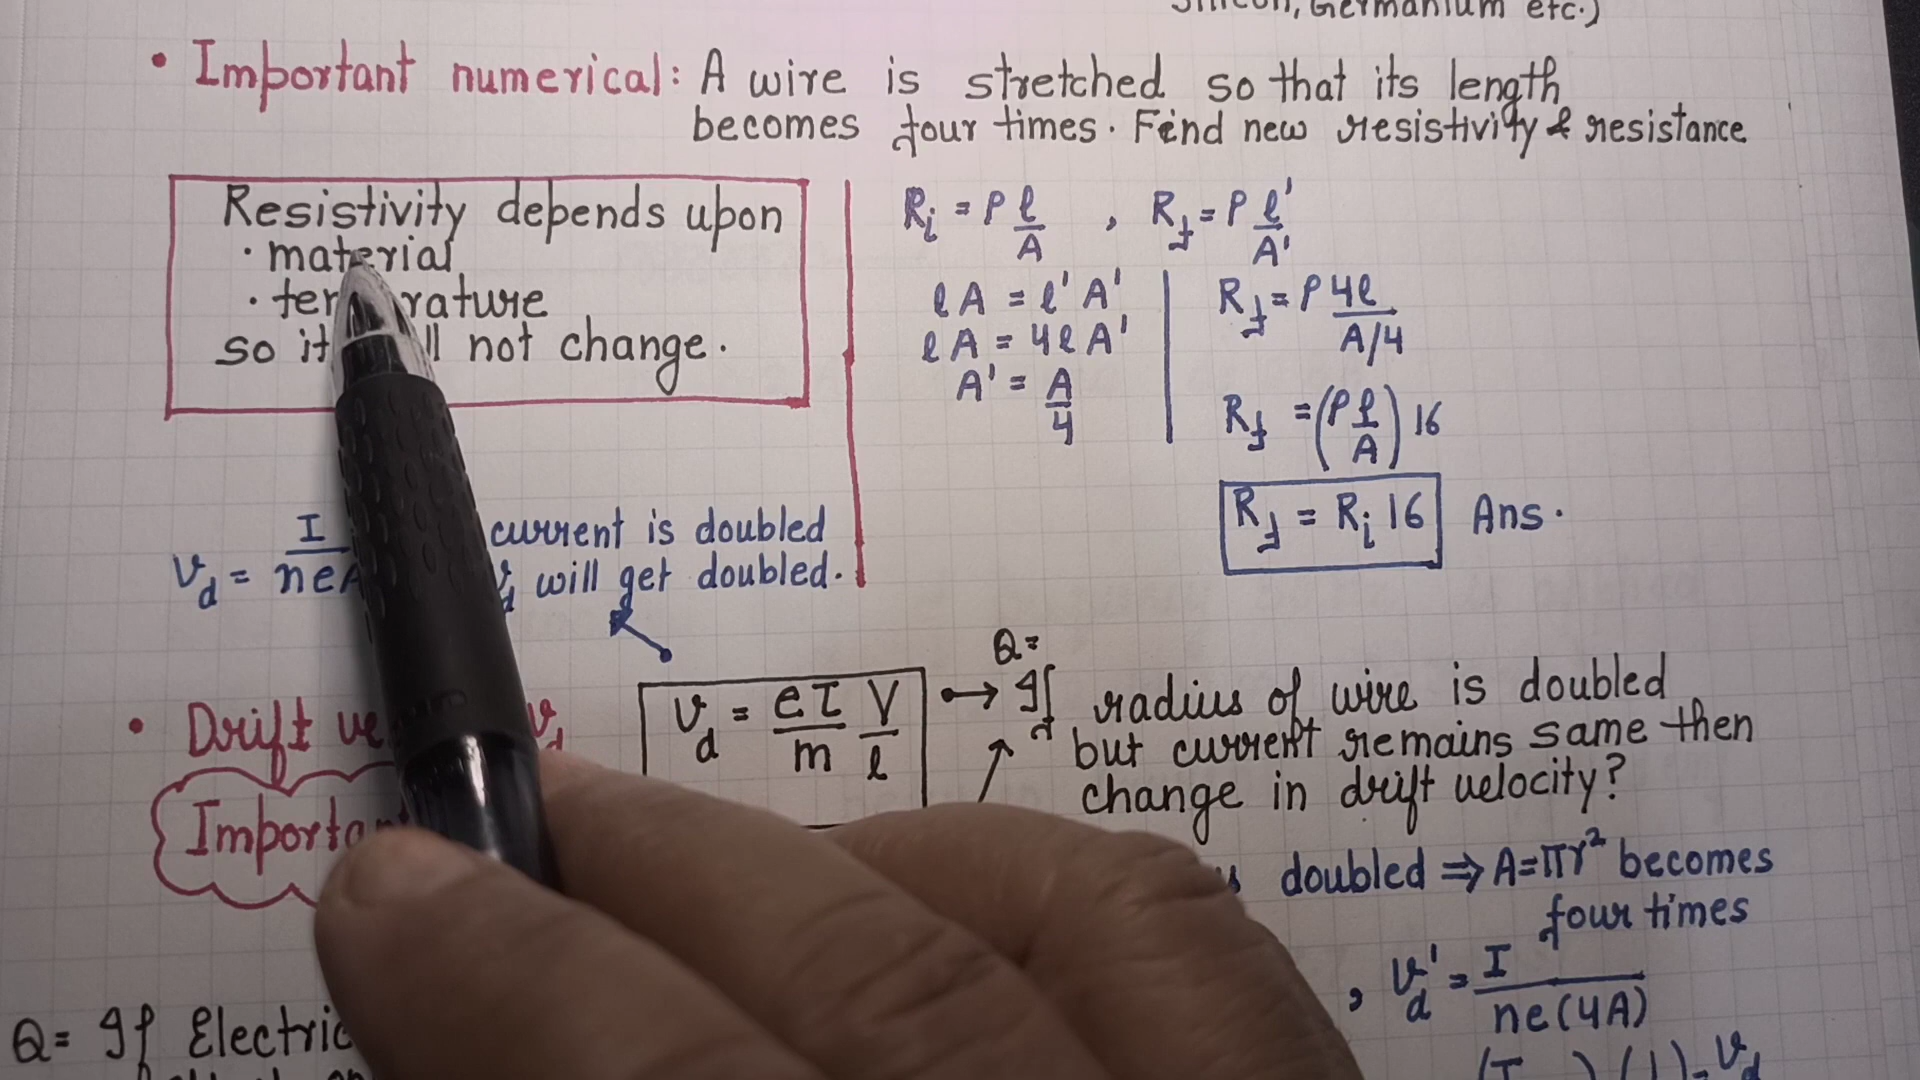 Silicon, Germanium etc.)
• Important numerical: A wire is stretched so that its length
becomes four times. Find new resistivity & resistance
Resistivity depends upon
· material
· temperature
so it will not change.
R_i = ρ l/A , R_f = ρ l'/A'
l A = l' A'
l A = 4 l A'
A' = A/4
R_f = ρ 4l / A/4
R_f = (ρ l/A) 16
R_f = R_i 16 Ans.
v_d = I/neA current is doubled
v_d will get doubled.
• Drift ve v_d
Important
v_d = eτ/m V/l
Q= If radius of wire is doubled
but current remains same then
change in drift velocity?
doubled ⇒ A=πr² becomes
four times
, v_d' = I/ne(4A)
Q= If Electric